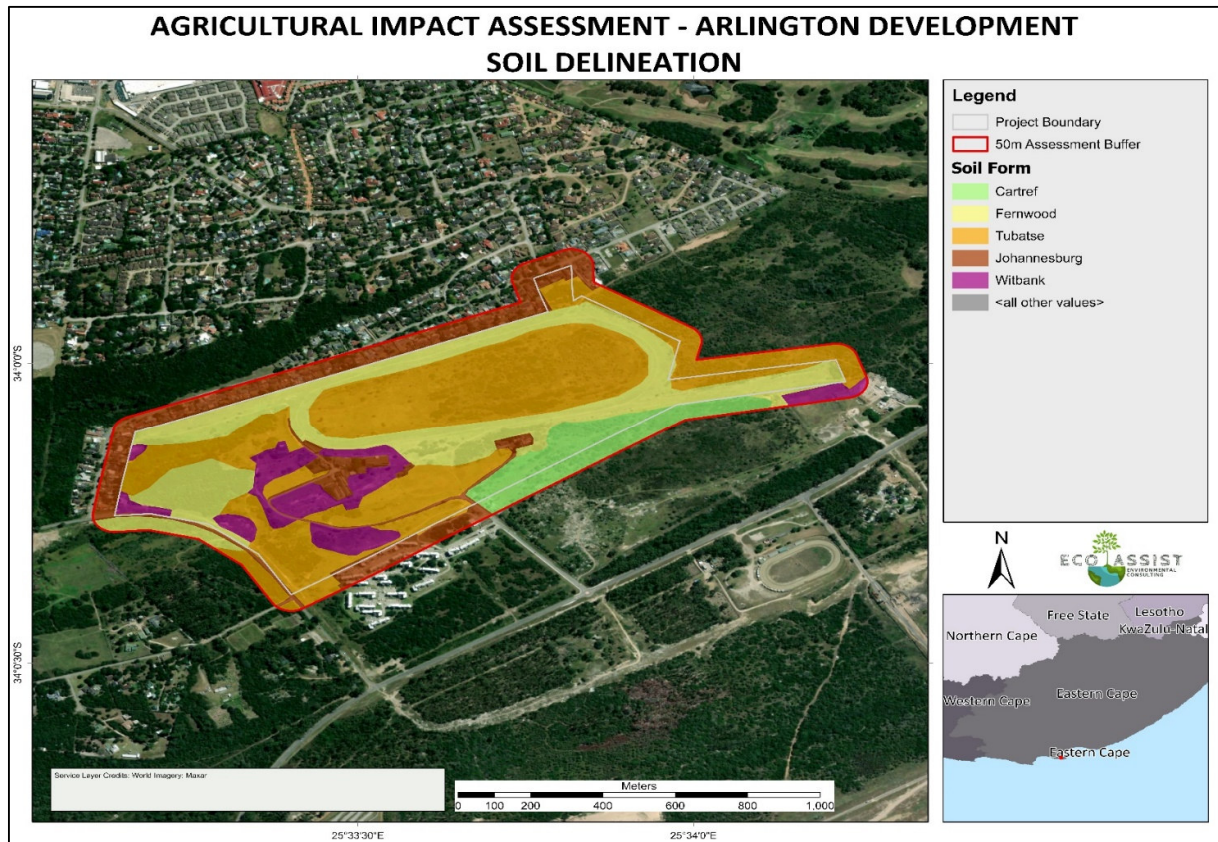 AGRICULTURAL IMPACT ASSESSMENT - ARLINGTON DEVELOPMENT
SOIL DELINEATION
Legend
Project Boundary
50m Assessment Buffer
Soil Form
Cartref
Fernwood
Tubatse
Johannesburg
Witbank
<all other values>
34°0'0"S
34°0'30"S
N
ECO ASSIST
ENVIRONMENTAL
CONSULTING
Free State
Lesotho
KwaZulu-Natal
Northern Cape
Western Cape
Eastern Cape
Eastern Cape
Service Layer Credits: World Imagery: Maxar
Meters
0 100 200 400 600 800 1,000
25°33'30"E
25°34'0"E